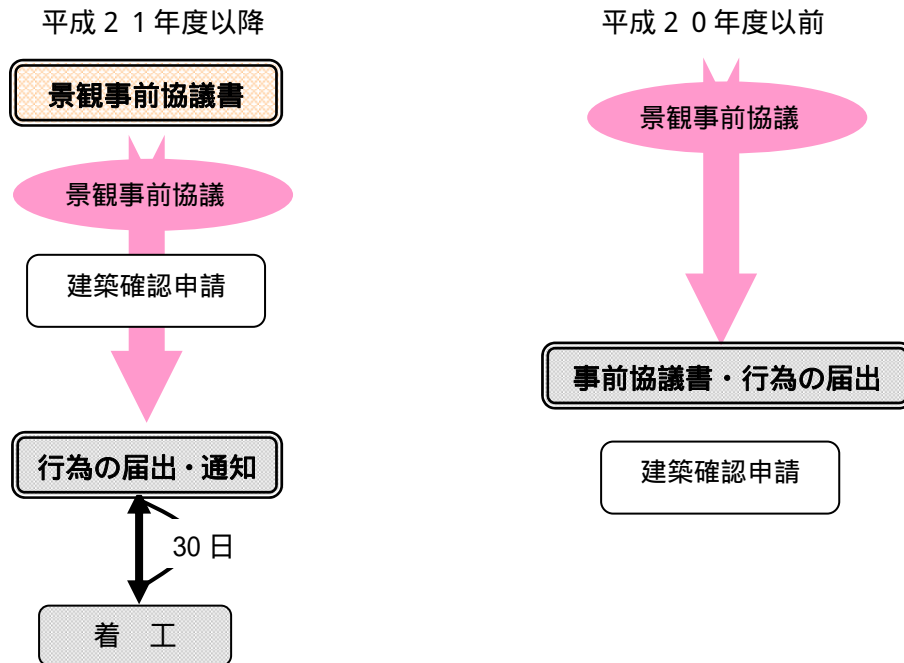 平成２１年度以降
景観事前協議書
景観事前協議
建築確認申請
行為の届出・通知
30日
着　工
平成２０年度以前
景観事前協議
事前協議書・行為の届出
建築確認申請